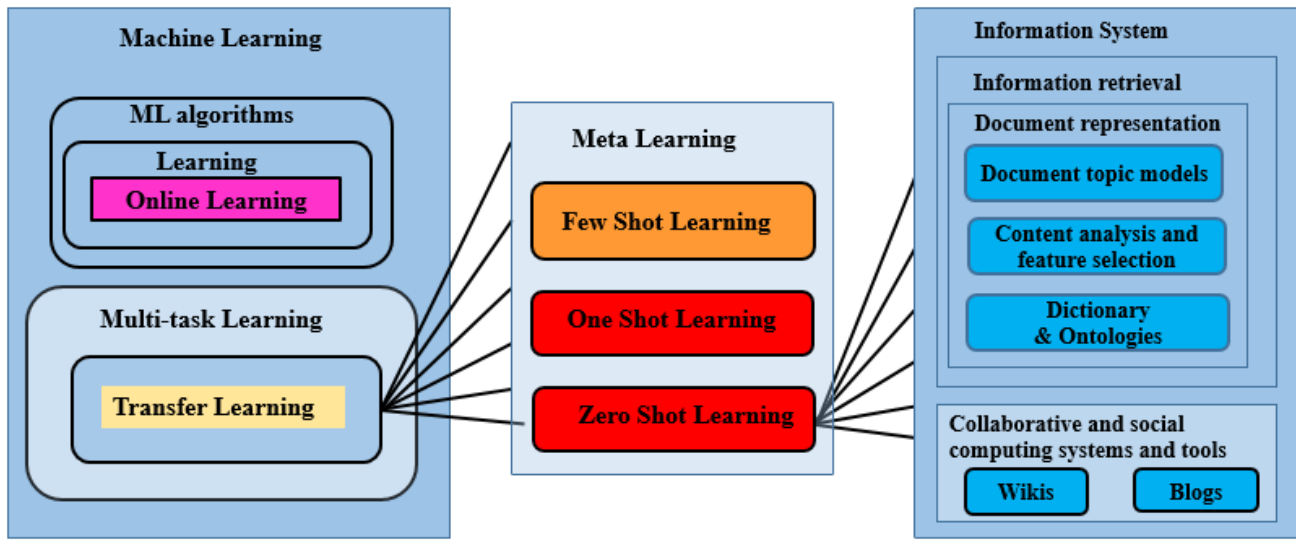 Machine Learning
ML algorithms
Learning
Online Learning
Multi-task Learning
Transfer Learning
Meta Learning
Few Shot Learning
One Shot Learning
Zero Shot Learning
Information System
Information retrieval
Document representation
Document topic models
Content analysis and
feature selection
Dictionary
& Ontologies
Collaborative and social
computing systems and tools
Wikis
Blogs